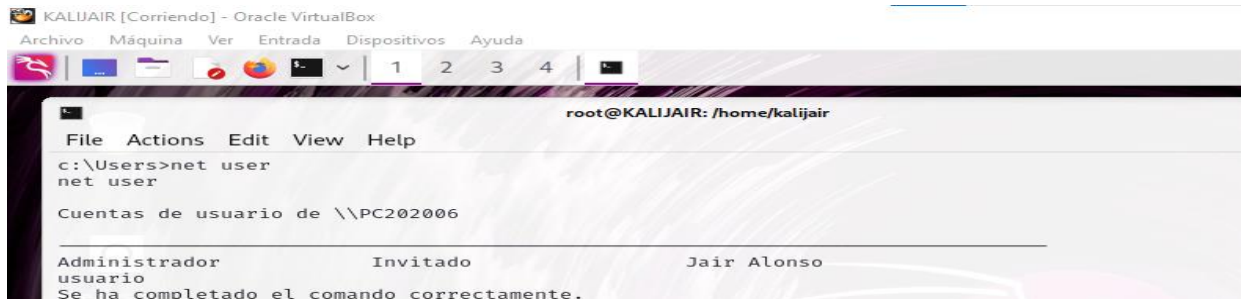 KALIJAIR [Corriendo] - Oracle VirtualBox
Archivo Máquina Ver Entrada Dispositivos Ayuda
1 2 3 4
root@KALIJAIR: /home/kalijair
File Actions Edit View Help
c:\Users>net user
net user
Cuentas de usuario de \\PC202006
Administrador Invitado Jair Alonso
usuario
Se ha completado el comando correctamente.